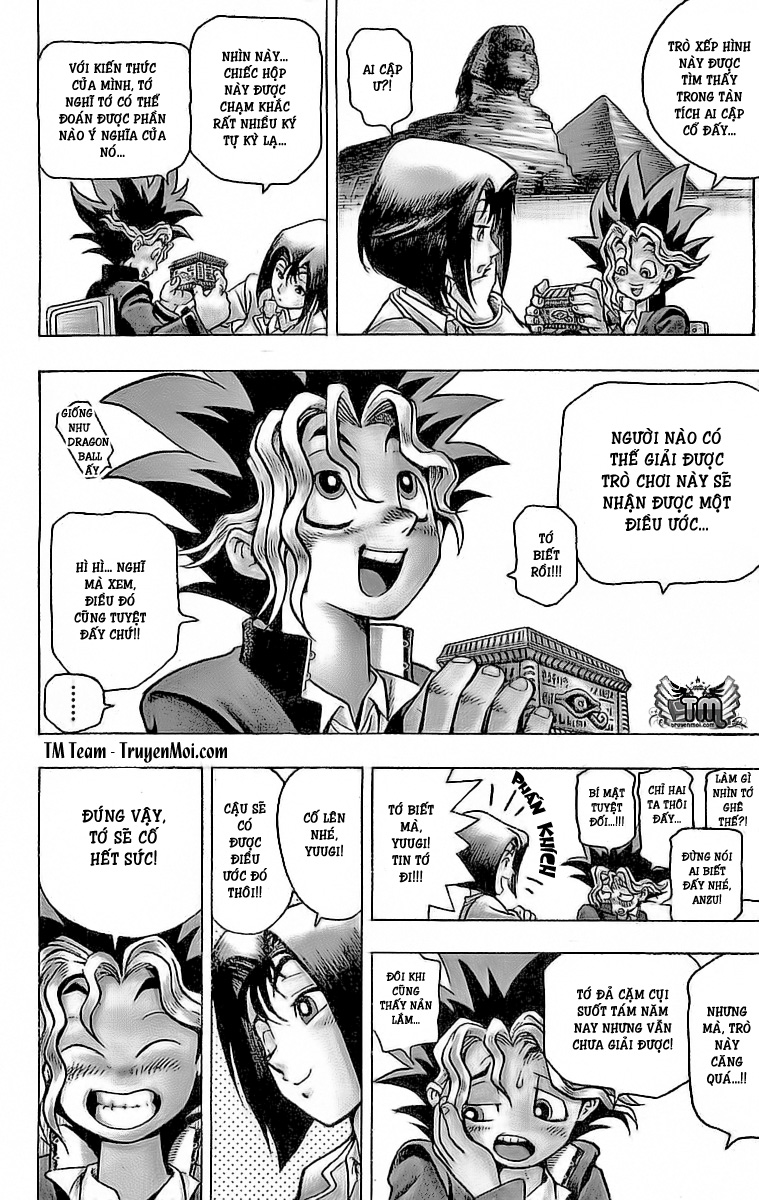 TRÒ XẾP HÌNH
NÀY ĐƯỢC
TÌM THẤY
TRONG TÀN
TÍCH AI CẬP
CỔ ĐẤY...
AI CẬP
Ư?!
NHÌN NÀY...
CHIẾC HỘP
NÀY ĐƯỢC
CHẠM KHẮC
RẤT NHIỀU KÝ
TỰ KỲ LẠ...
VỚI KIẾN THỨC
CỦA MÌNH, TỚ
NGHĨ TỚ CÓ THỂ
ĐOÁN ĐƯỢC PHẦN
NÀO Ý NGHĨA CỦA
NÓ...
NGƯỜI NÀO CÓ
THỂ GIẢI ĐƯỢC
TRÒ CHƠI NÀY SẼ
NHẬN ĐƯỢC MỘT
ĐIỀU ƯỚC...
TỚ
BIẾT
RỒI!!!
GIỐNG
NHƯ
DRAGON
BALL
ẤY
HÌ HÌ... NGHĨ
MÀ XEM,
ĐIỀU ĐÓ
CŨNG TUYỆT
ĐẤY CHỨ!!
......
TM
truyenmoi.com
TM Team - TruyenMoi.com
LÀM GÌ
NHÌN TỚ
GHÊ
THẾ?!
CHỈ HAI
TA THÔI
ĐẤY...
BÍ MẬT
TUYỆT
ĐỐI...!!!
ĐỪNG NÓI
AI BIẾT
ĐẤY NHÉ,
ANZU!
PHẤN KHÍCH
TỚ BIẾT
MÀ,
YUUGI!
TIN TỚ
ĐI!!!
NHƯNG
MÀ, TRÒ
NÀY
CĂNG
QUÁ...!!
TỚ ĐÃ CẶM CỤI
SUỐT TÁM NĂM
NAY NHƯNG VẪN
CHƯA GIẢI ĐƯỢC!
ĐÔI KHI
CŨNG
THẤY NẢN
LẮM...
CỐ LÊN
NHÉ,
YUUGI!
CẬU SẼ
CÓ
ĐƯỢC
ĐIỀU
ƯỚC ĐÓ
THÔI!!
ĐÚNG VẬY,
TỚ SẼ CỐ
HẾT SỨC!